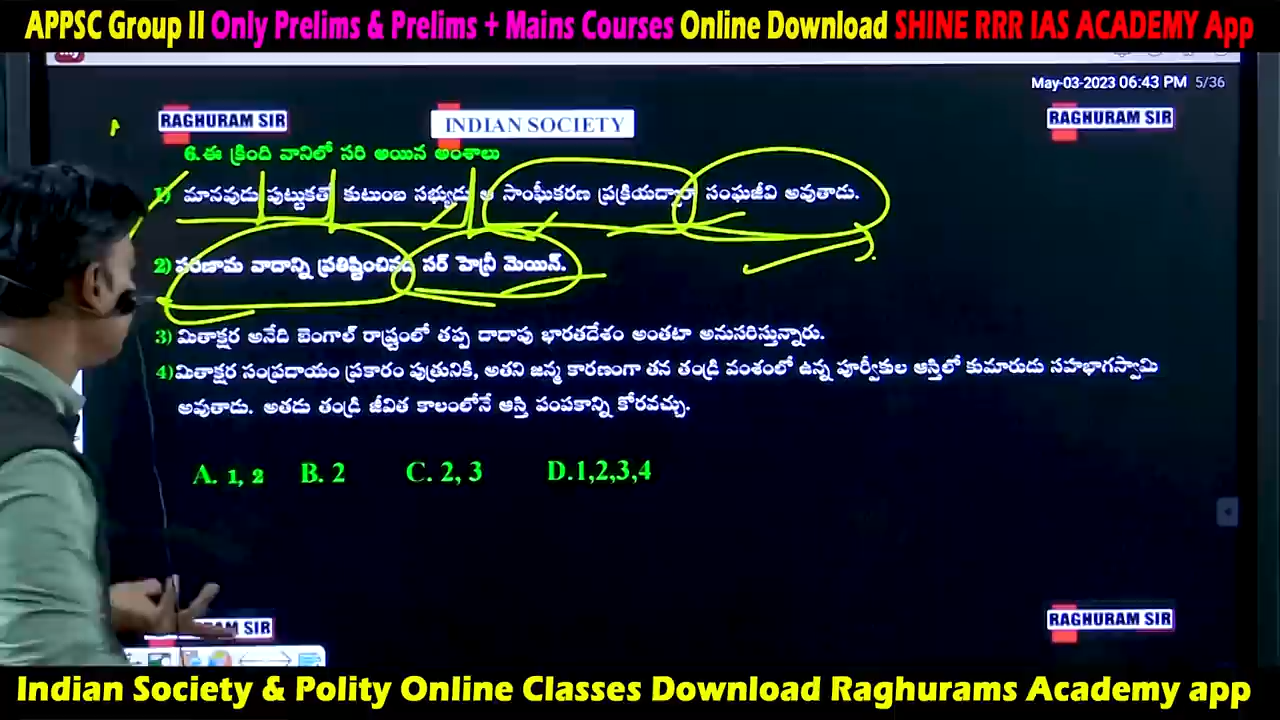 APPSC Group II Only Prelims & Prelims + Mains Courses Online Download SHINE RRR IAS ACADEMY App
May-03-2023 06:43 PM 5/36
RAGHURAM SIR
INDIAN SOCIETY
RAGHURAM SIR
6.ఈ క్రింది వానిలో సరి అయిన అంశాలు
1) మానపుడు పుట్టుకతో కుటుంబ సభ్యుడు ఆ సాంఘీకరణ ప్రక్రియద్వారా సంఘజీవి అవుతాడు.
2) పరిణామ వాదాన్ని ప్రతిష్ఠించినది సర్ హెన్రీ మెయిన్.
3) మితాక్షర అనేది బెంగాల్ రాష్ట్రంలో తప్ప దాదాపు భారతదేశం అంతటా అనుసరిస్తున్నారు.
4) మితాక్షర సంప్రదాయం ప్రకారం పుత్రునికి, అతని జన్మ కారణంగా తన తండ్రి వంశంలో ఉన్న పూర్వీకుల ఆస్తిలో కుమారుడు సహభాగస్వామి
అవుతాడు. అతడు తండ్రి జీవిత కాలంలోనే ఆస్తి పంపకాన్ని కోరవచ్చు.
A. 1, 2 B. 2 C. 2, 3 D.1,2,3,4
SIR
RAGHURAM SIR
Indian Society & Polity Online Classes Download Raghurams Academy app